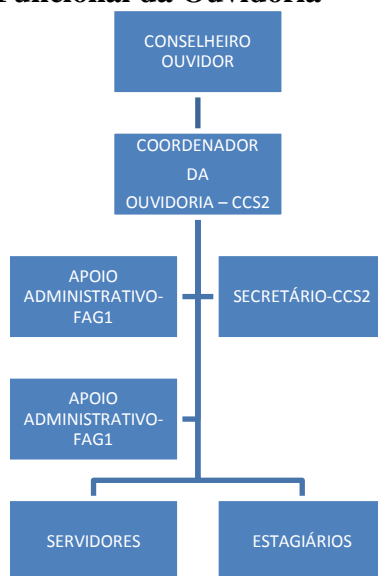 Funcional da Ouvidoria
CONSELHEIRO
OUVIDOR
COORDENADOR
DA
OUVIDORIA – CCS2
APOIO
ADMINISTRATIVO-
FAG1
SECRETÁRIO-CCS2
APOIO
ADMINISTRATIVO-
FAG1
SERVIDORES
ESTAGIÁRIOS